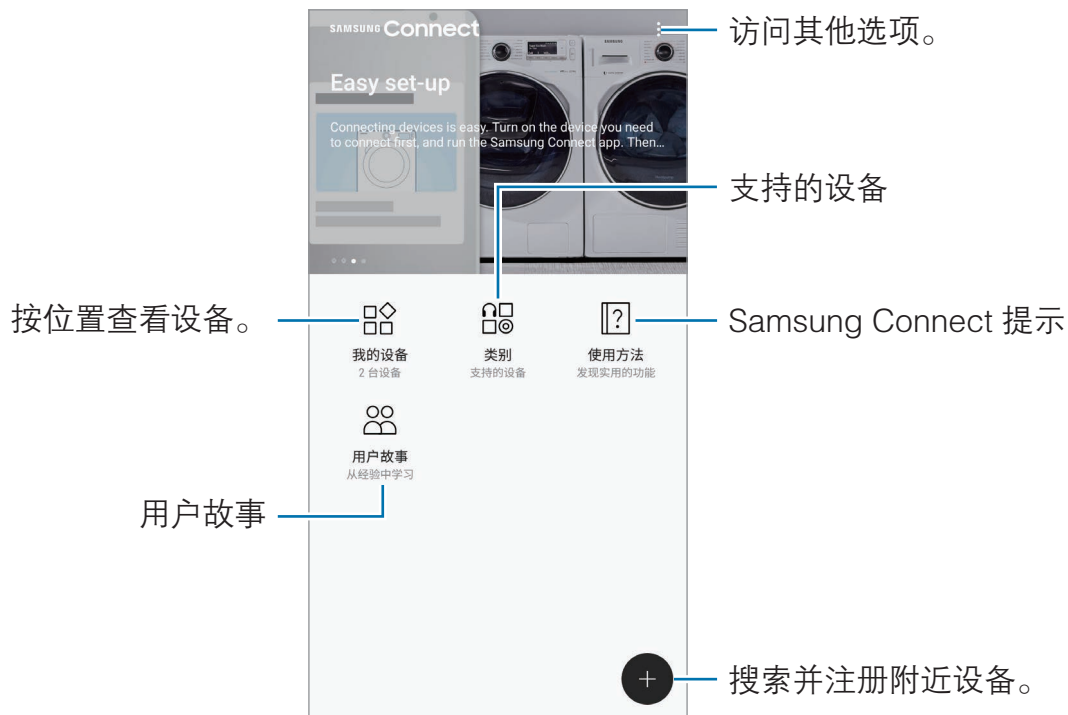 SAMSUNG Connect
访问其他选项。
Easy set-up
Connecting devices is easy. Turn on the device you need
to connect first, and run the Samsung Connect app. Then...
支持的设备
按位置查看设备。
Samsung Connect 提示
我的设备
2 台设备
类别
支持的设备
使用方法
发现实用的功能
用户故事
从经验中学习
用户故事
搜索并注册附近设备。